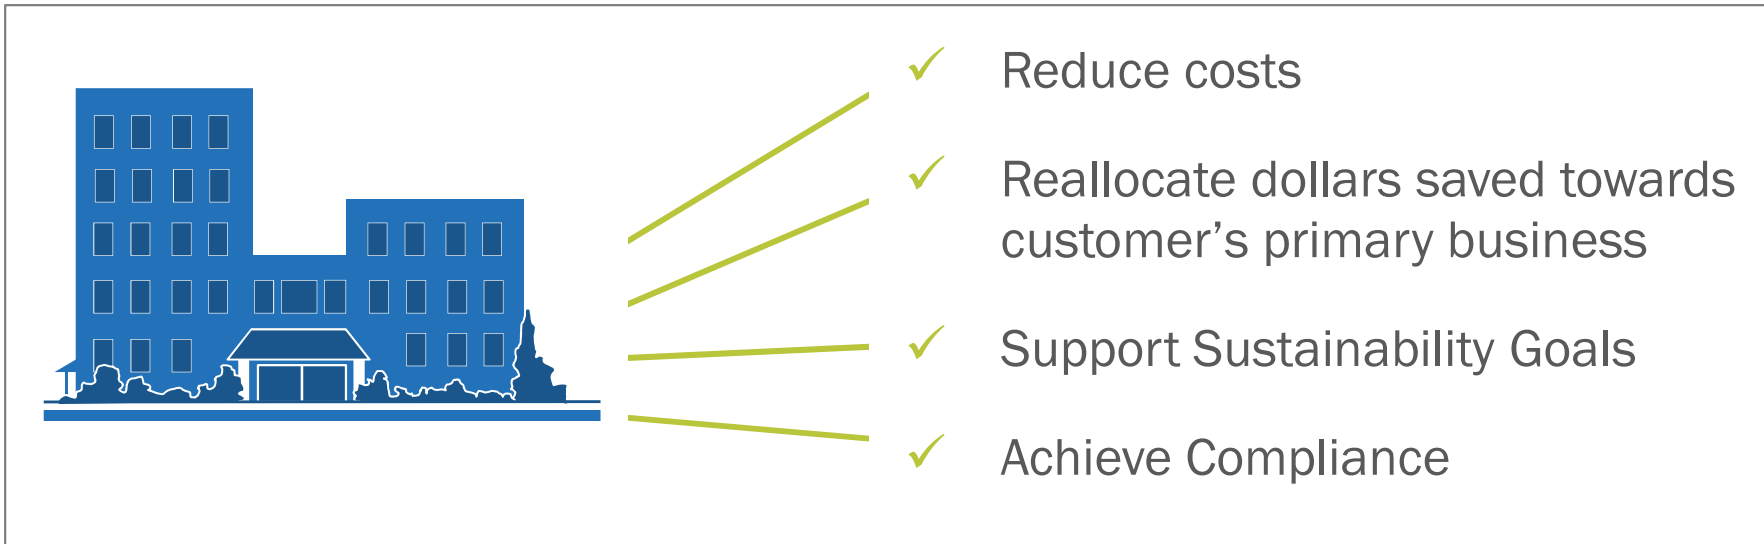 Reduce costs
Reallocate dollars saved towards
customer’s primary business
Support Sustainability Goals
Achieve Compliance